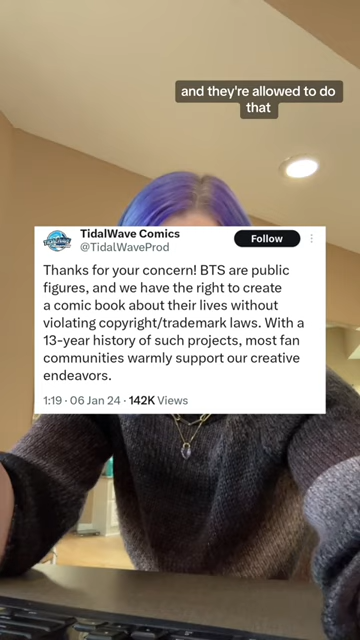 and they're allowed to do
that
TidalWave Comics
@TidalWaveProd
Follow
Thanks for your concern! BTS are public
figures, and we have the right to create
a comic book about their lives without
violating copyright/trademark laws. With a
13-year history of such projects, most fan
communities warmly support our creative
endeavors.
1:19 · 06 Jan 24 · 142K Views